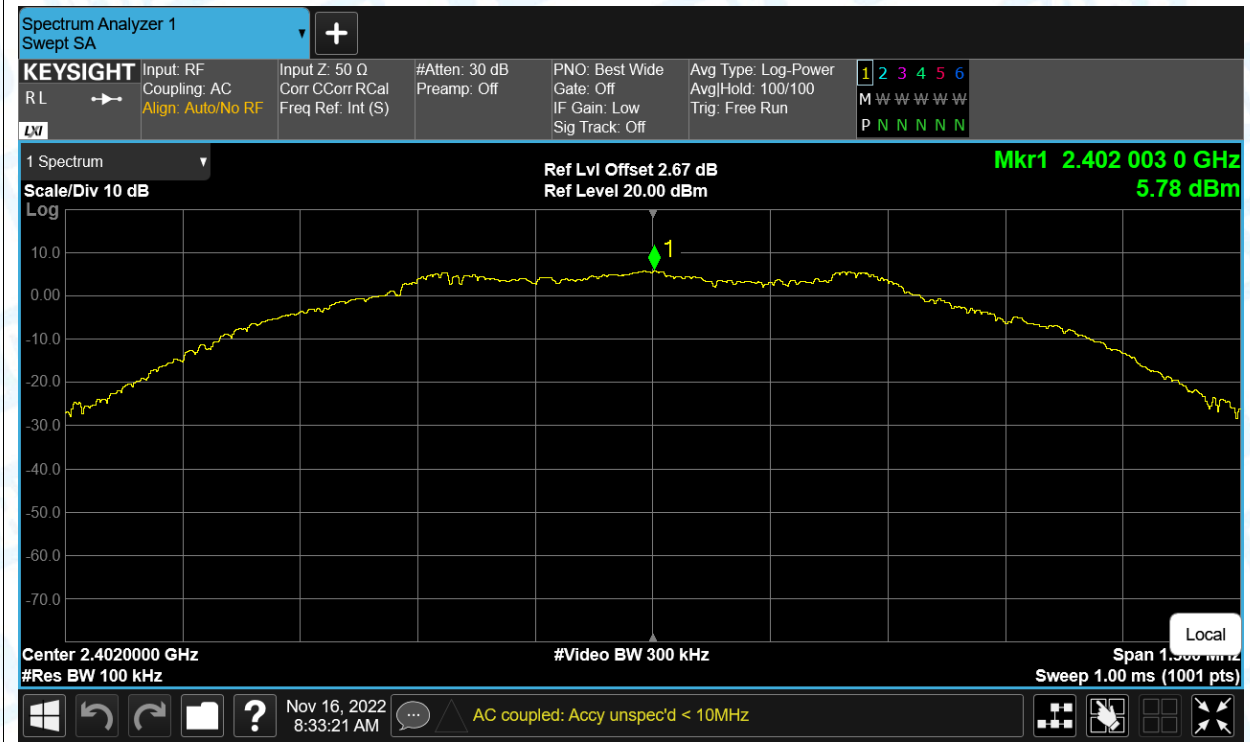 Spectrum Analyzer 1
Swept SA
KEYSIGHT
R L
LXI
Input: RF
Coupling: AC
Align: Auto/No RF
Input Z: 50 Ω
Corr CCorr RCal
Freq Ref: Int (S)
#Atten: 30 dB
Preamp: Off
PNO: Best Wide
Gate: Off
IF Gain: Low
Sig Track: Off
Avg Type: Log-Power
Avg|Hold: 100/100
Trig: Free Run
1 2 3 4 5 6
M W W W W W W
P N N N N N N
1 Spectrum
Scale/Div 10 dB
Log
Ref Lvl Offset 2.67 dB
Ref Level 20.00 dBm
Mkr1 2.402 003 0 GHz
5.78 dBm
1
10.0
0.00
-10.0
-20.0
-30.0
-40.0
-50.0
-60.0
-70.0
Local
Center 2.4020000 GHz
#Video BW 300 kHz
Span
#Res BW 100 kHz
Sweep 1.00 ms (1001 pts)
?
Nov 16, 2022
8:33:21 AM
AC coupled: Accy unspec'd < 10MHz